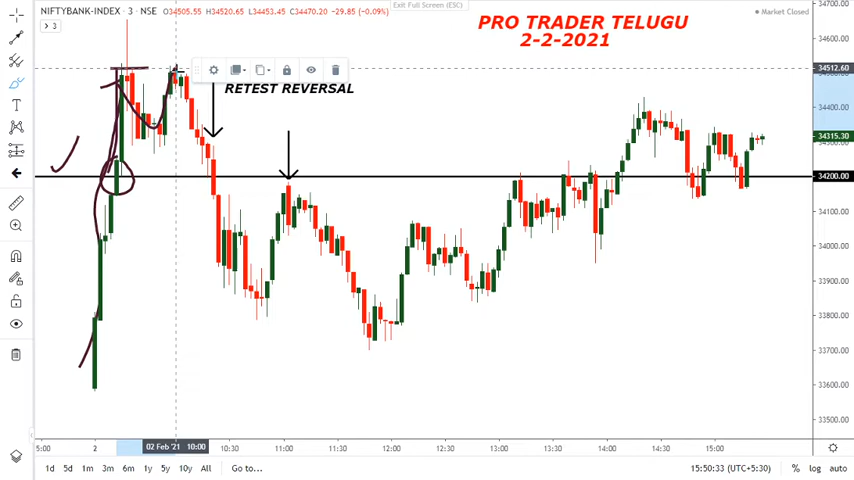 NIFTYBANK-INDEX · 3 · NSE O34505.55 H34520.65 L34453.45 C34470.20 -29.85 (-0.09%)
Exit Full Screen (ESC)
Market Closed
3
PRO TRADER TELUGU
2-2-2021
RETEST REVERSAL
34700.00
34600.00
34512.60
34400.00
34315.30
34200.00
34100.00
34000.00
33900.00
33800.00
33700.00
33600.00
33500.00
5:00 2 02 Feb '21 10:00 10:30 11:00 11:30 12:00 12:30 13:00 13:30 14:00 14:30 15:00
1d 5d 1m 3m 6m 1y 5y 10y All Go to... 15:50:33 (UTC+5:30) % log auto